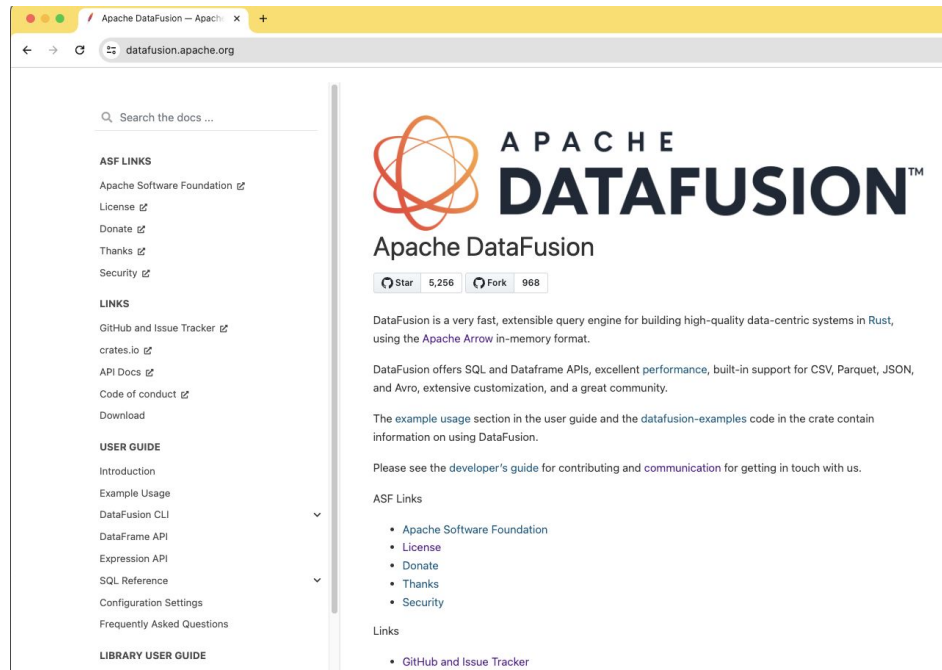 Apache DataFusion — Apach
datafusion.apache.org
Search the docs ...
ASF LINKS
Apache Software Foundation
License
Donate
Thanks
Security
LINKS
GitHub and Issue Tracker
crates.io
API Docs
Code of conduct
Download
USER GUIDE
Introduction
Example Usage
DataFusion CLI
DataFrame API
Expression API
SQL Reference
Configuration Settings
Frequently Asked Questions
LIBRARY USER GUIDE
APACHE
DATAFUSION™
Apache DataFusion
Star 5,256 Fork 968
DataFusion is a very fast, extensible query engine for building high-quality data-centric systems in Rust,
using the Apache Arrow in-memory format.
DataFusion offers SQL and Dataframe APIs, excellent performance, built-in support for CSV, Parquet, JSON,
and Avro, extensive customization, and a great community.
The example usage section in the user guide and the datafusion-examples code in the crate contain
information on using DataFusion.
Please see the developer's guide for contributing and communication for getting in touch with us.
ASF Links
• Apache Software Foundation
• License
• Donate
• Thanks
• Security
Links
• GitHub and Issue Tracker